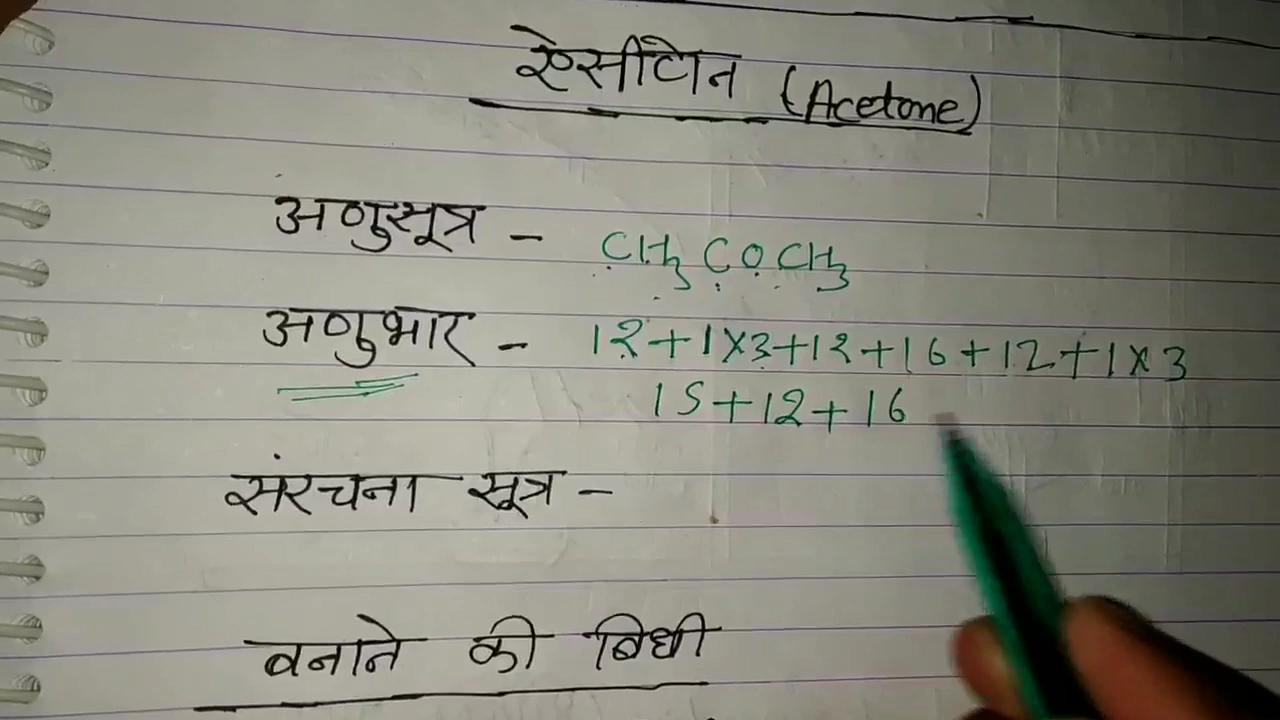 ऐसीटोन (Acetone)
अणुसूत्र - CH₃COCH₃
अणुभार - 12+1×3+12+16+12+1×3
15+12+16
संरचना सूत्र -
बनाने की बिधी